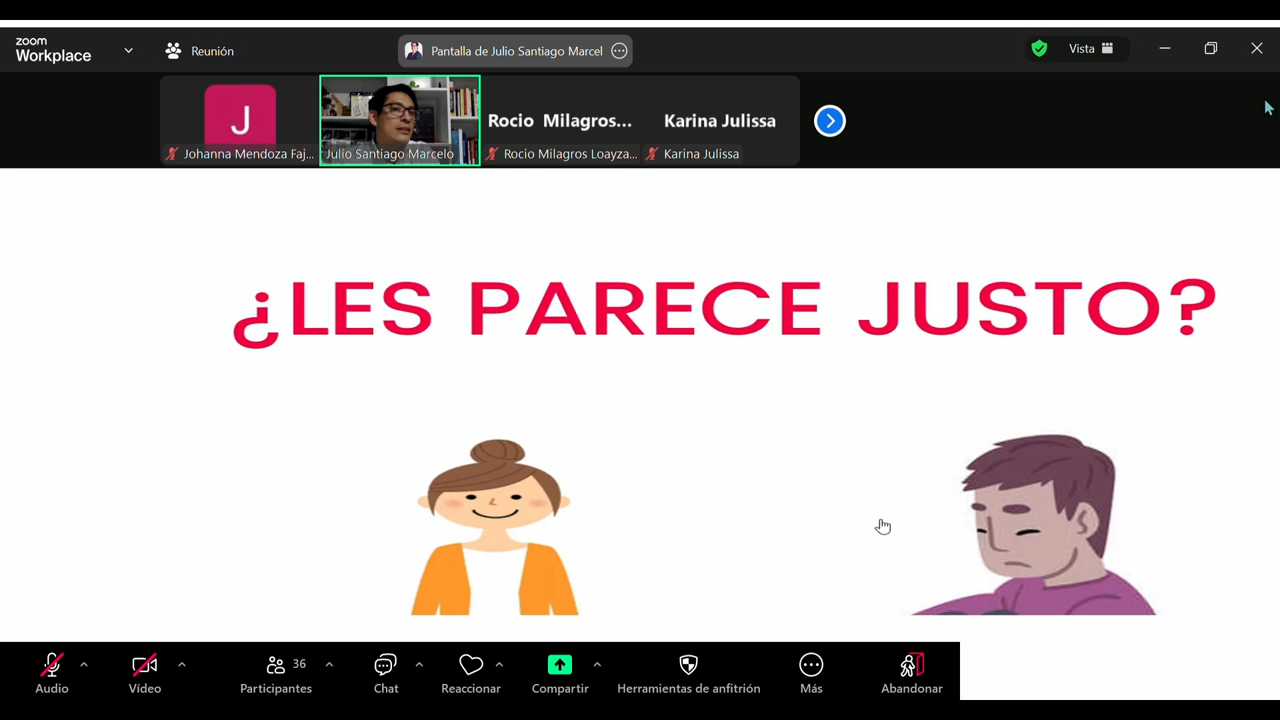 zoom
Workplace
Reunión
Pantalla de Julio Santiago Marcel
Vista
J
Rocio Milagros...
Karina Julissa
Johanna Mendoza Faj...
Julio Santiago Marcelo
Rocio Milagros Loayza...
Karina Julissa
¿LES PARECE JUSTO?
36
Audio
Vídeo
Participantes
Chat
Reaccionar
Compartir
Herramientas de anfitrión
Más
Abandonar